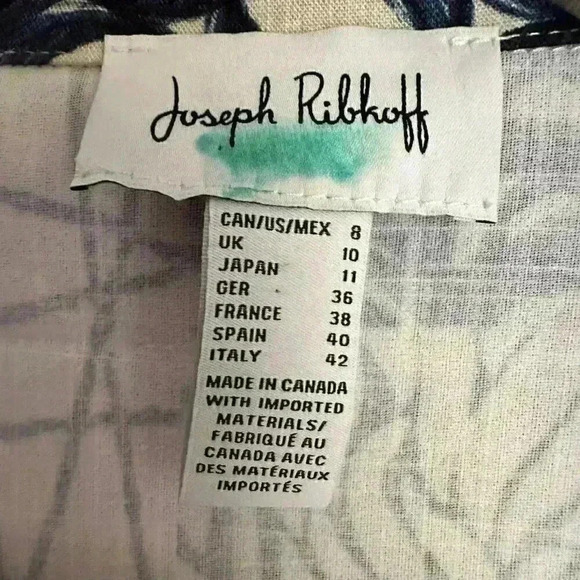 Joseph Ribkoff
CAN/US/MEX 8
UK 10
JAPAN 11
GER 36
FRANCE 38
SPAIN 40
ITALY 42
MADE IN CANADA
WITH IMPORTED
MATERIALS/
FABRIQUÉ AU
CANADA AVEC
DES MATÉRIAUX
IMPORTÉS